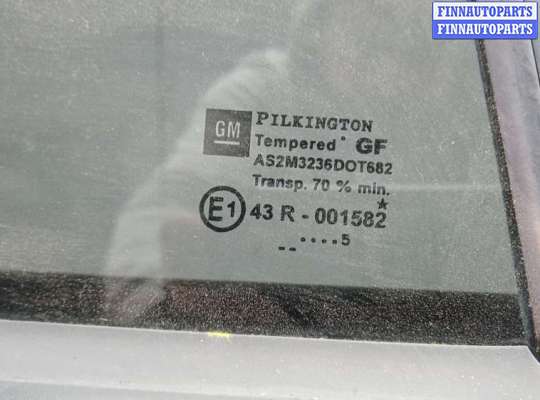 FINNAUTOPARTS
FINNAUTOPARTS
GM
PILKINGTON
Tempered GF
AS2M3236DOT682
Transp. 70 % min.
E1 43 R - 001582
★
-- ···· 5